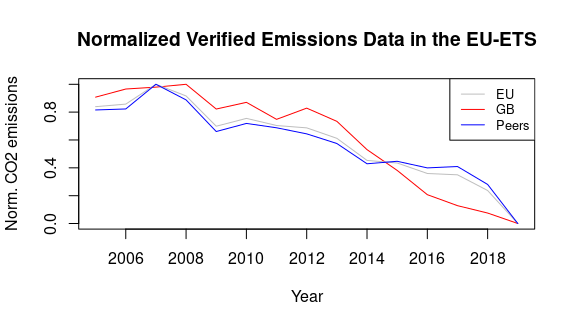 Normalized Verified Emissions Data in the EU-ETS
Norm. CO2 emissions
0.8
0.4
0.0
EU
GB
Peers
2006 2008 2010 2012 2014 2016 2018
Year